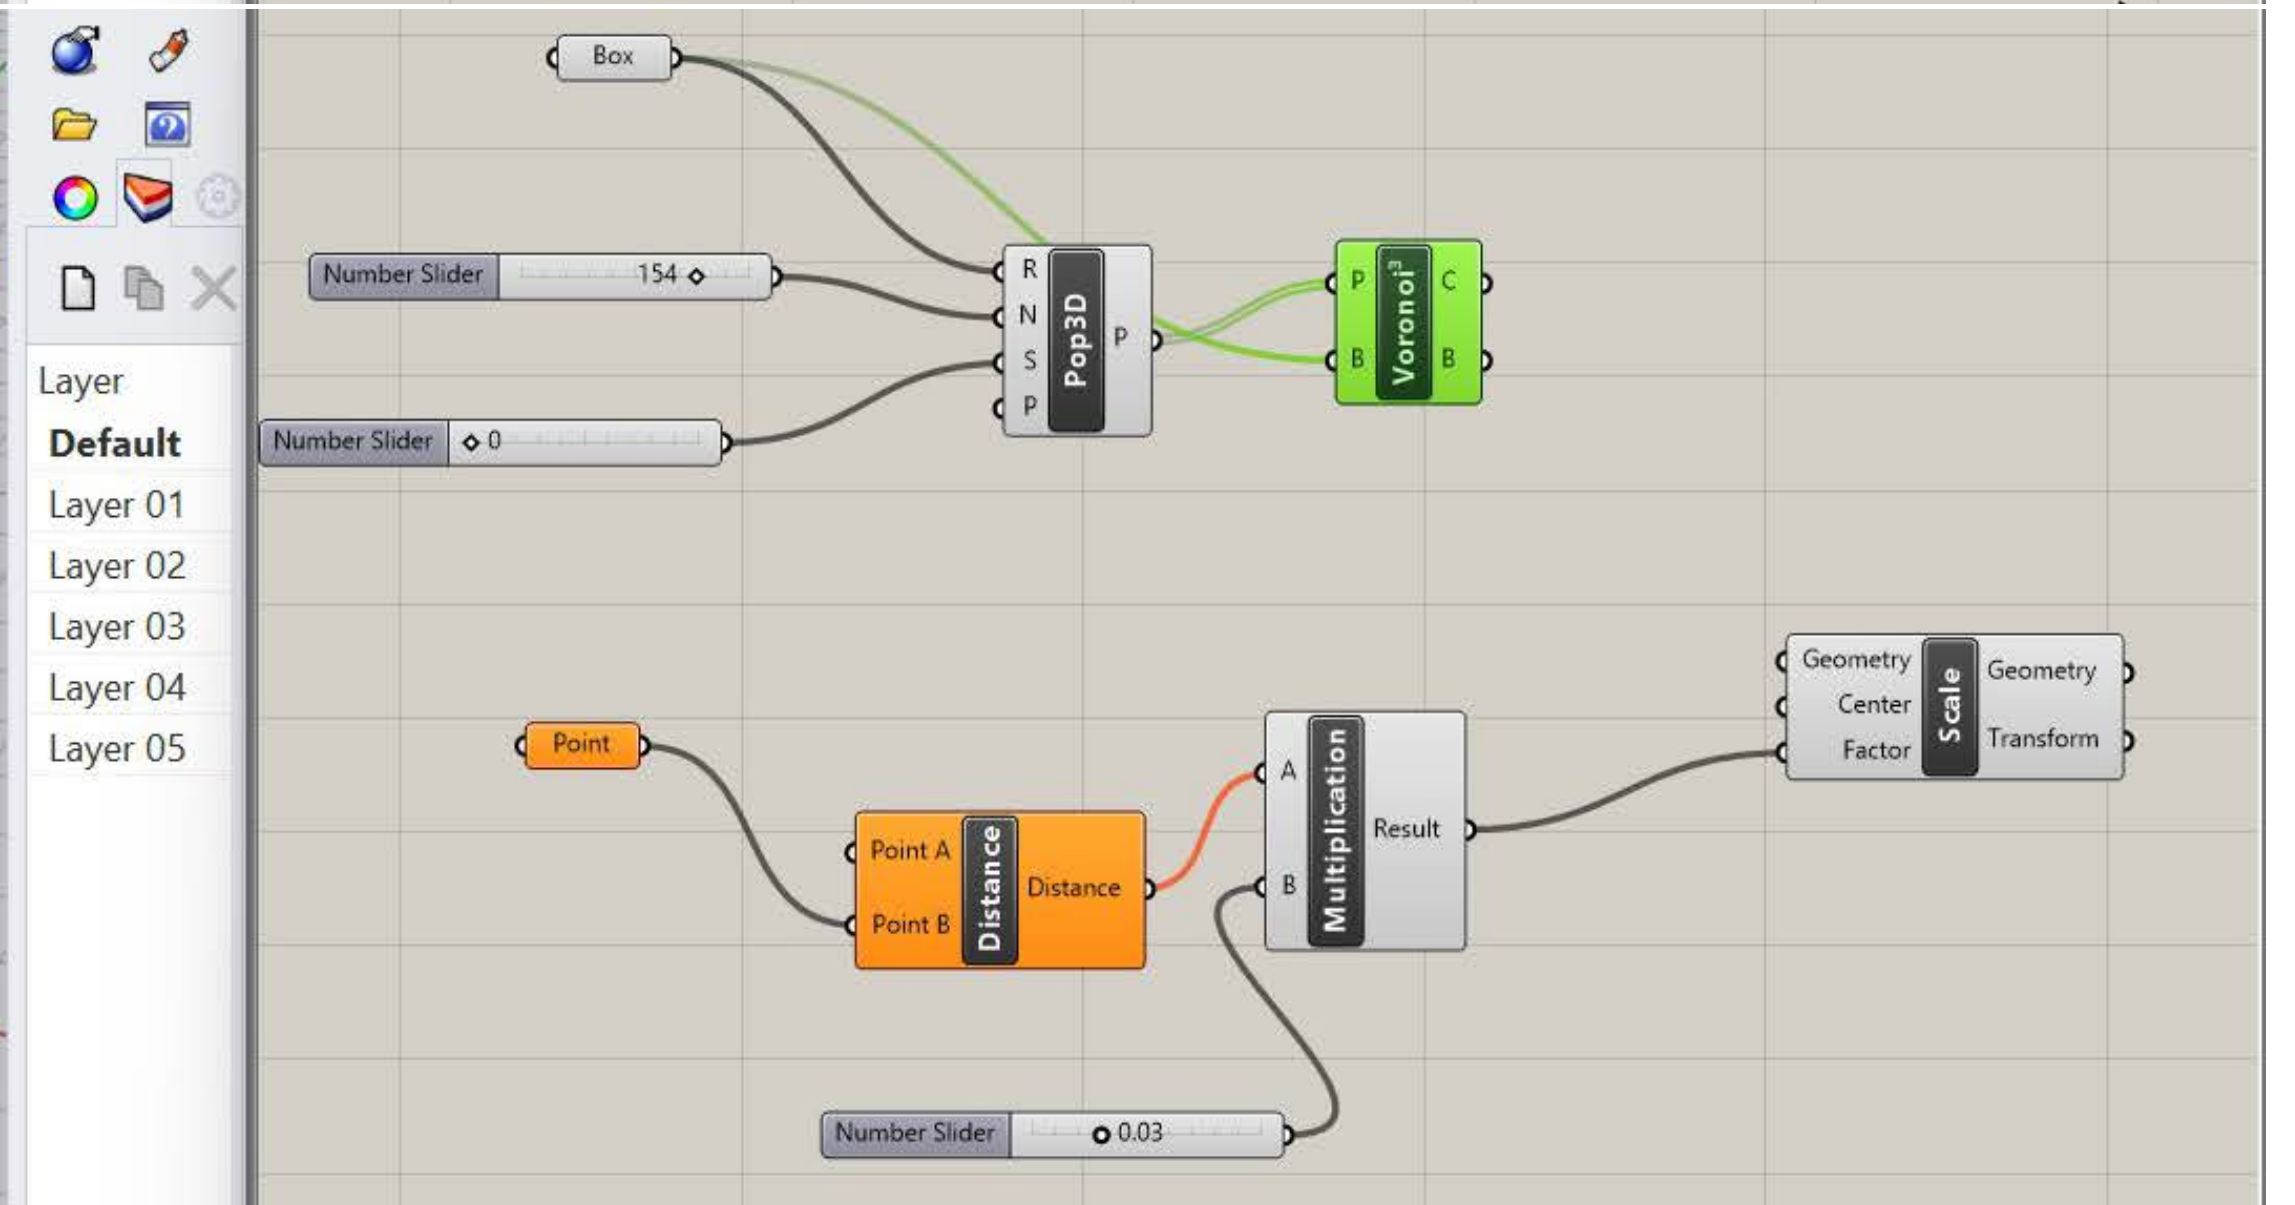 Box
Number Slider 154
R
N
S
P
Pop3D
P
P
B
Voronoi³
C
B
Number Slider 0
Layer
Default
Layer 01
Layer 02
Layer 03
Layer 04
Layer 05
Point
Point A
Point B
Distance
Distance
A
B
Multiplication
Result
Geometry
Center
Factor
Scale
Geometry
Transform
Number Slider 0.03